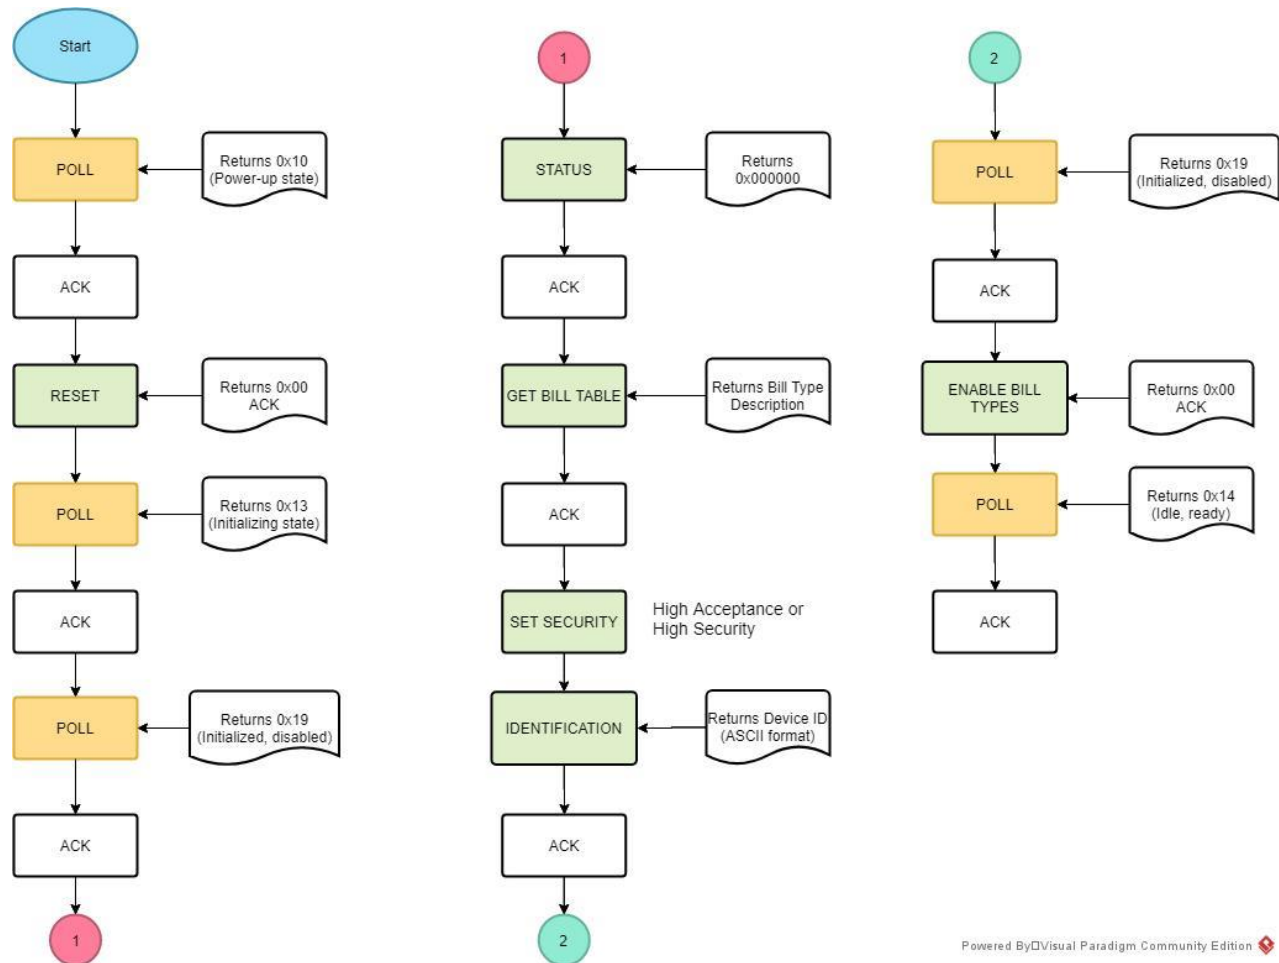 Start
POLL
Returns 0x10
(Power-up state)
ACK
RESET
Returns 0x00
ACK
POLL
Returns 0x13
(Initializing state)
ACK
POLL
Returns 0x19
(Initialized, disabled)
ACK
1
1
STATUS
Returns
0x000000
ACK
GET BILL TABLE
Returns Bill Type
Description
ACK
SET SECURITY
High Acceptance or
High Security
IDENTIFICATION
Returns Device ID
(ASCII format)
ACK
2
2
POLL
Returns 0x19
(Initialized, disabled)
ACK
ENABLE BILL
TYPES
Returns 0x00
ACK
POLL
Returns 0x14
(Idle, ready)
ACK
Powered By□Visual Paradigm Community Edition